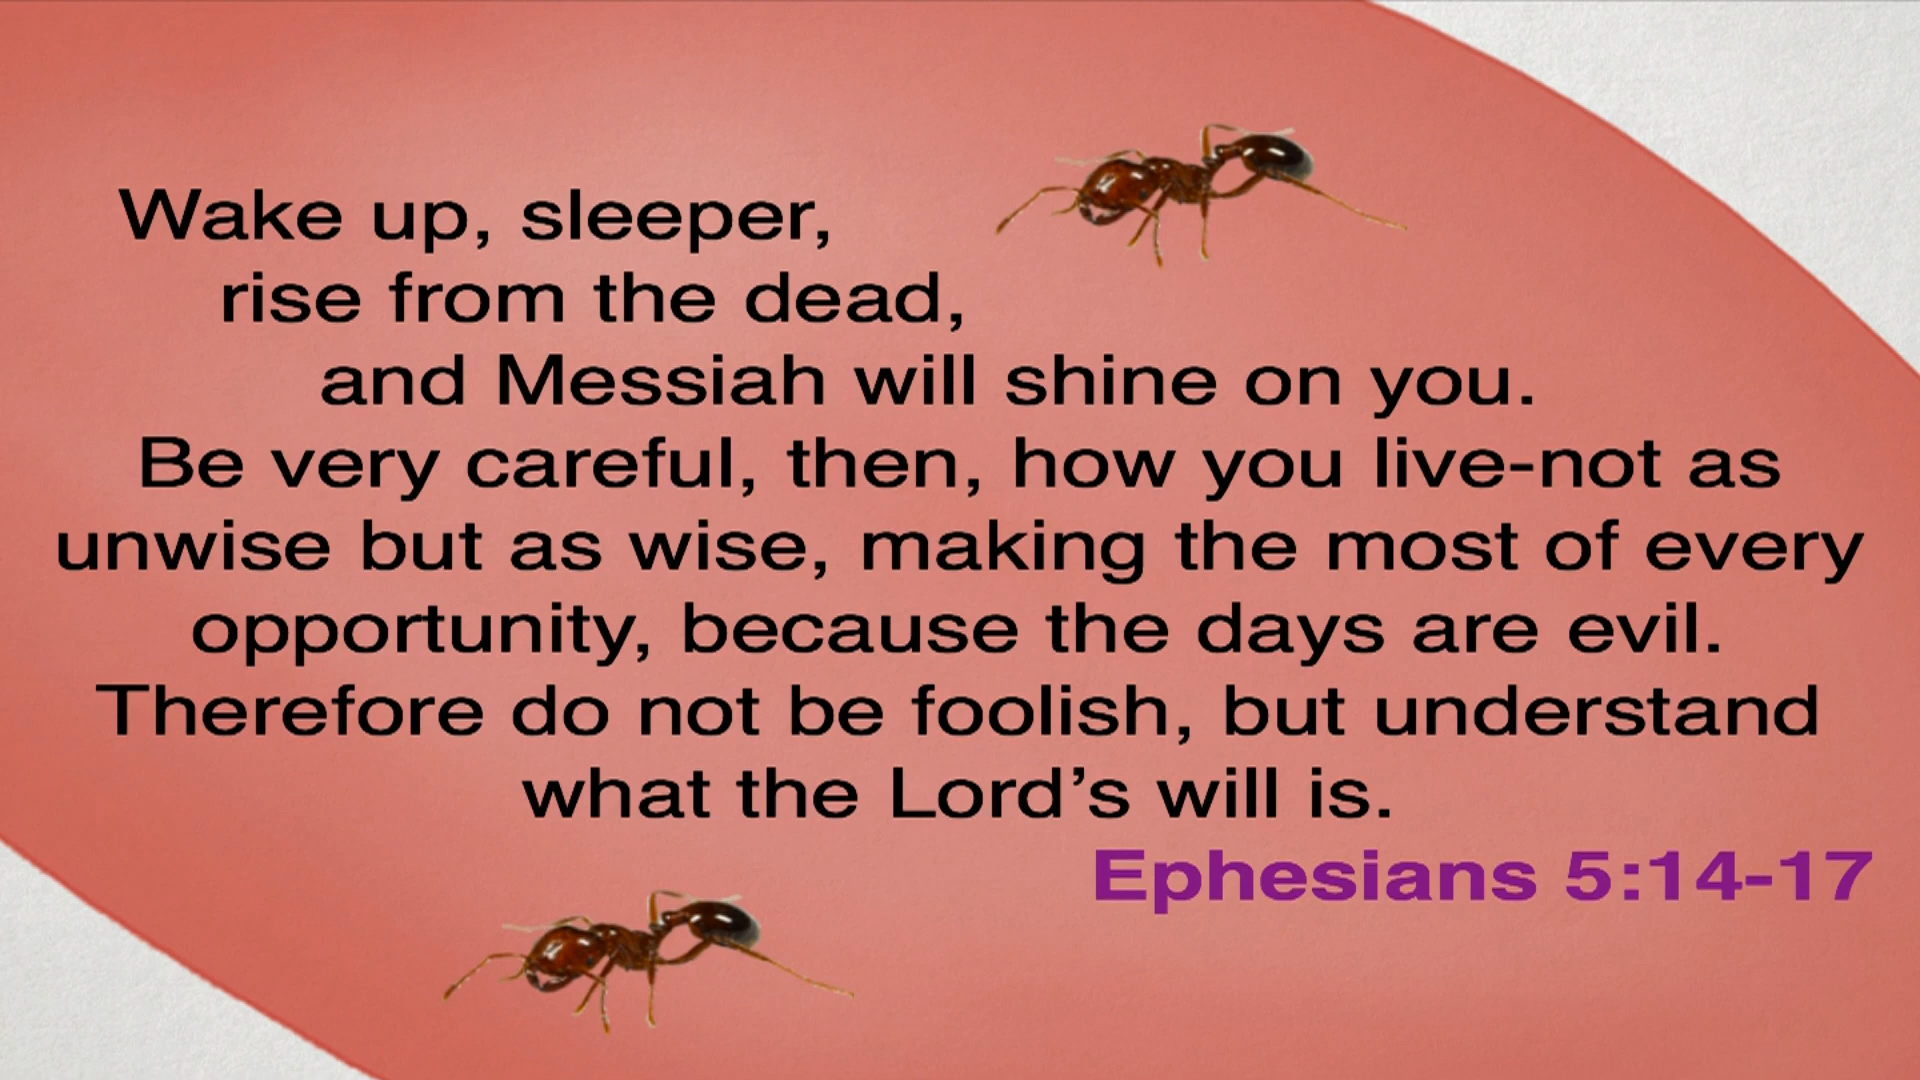 Wake up, sleeper,
rise from the dead,
and Messiah will shine on you.
Be very careful, then, how you live-not as
unwise but as wise, making the most of every
opportunity, because the days are evil.
Therefore do not be foolish, but understand
what the Lord’s will is.
Ephesians 5:14-17